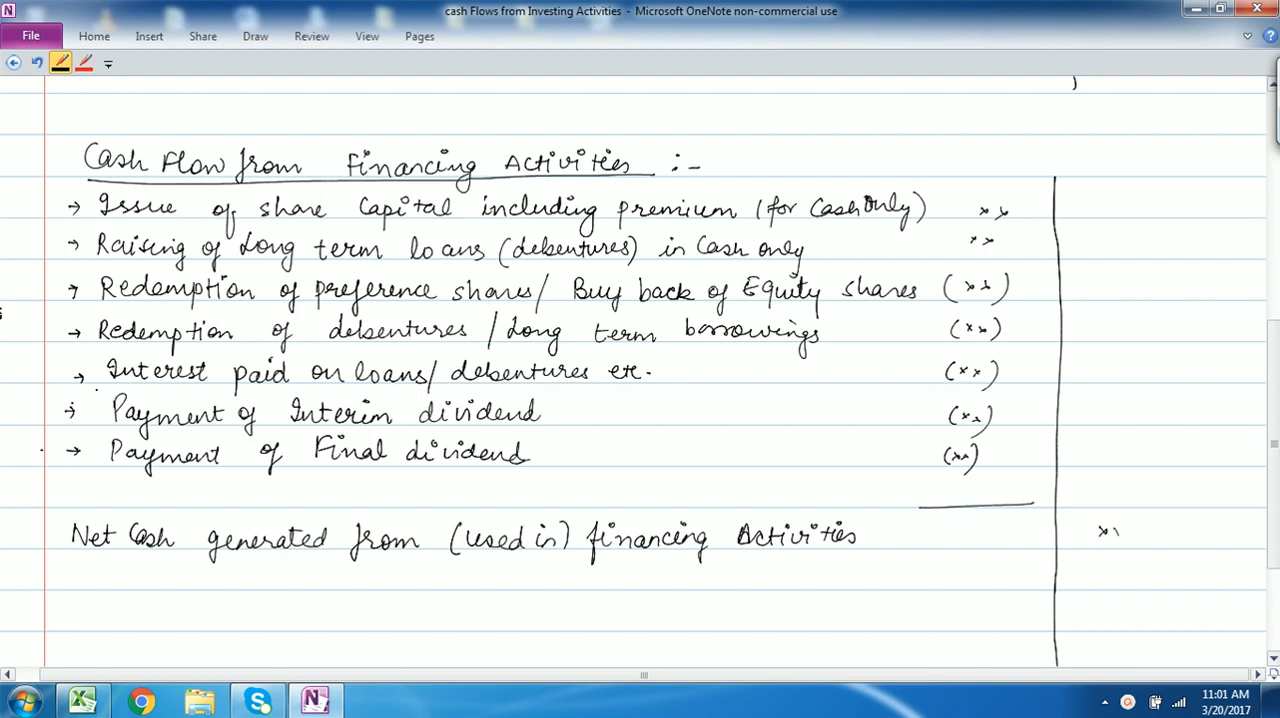 cash Flows from Investing Activities - Microsoft OneNote non-commercial use
File Home Insert Share Draw Review View Pages
Cash Flow from Financing Activities :-
→ Issue of share Capital including premium (for Cash Only) xx
→ Raising of Long term loans (debentures) in Cash only xx
→ Redemption of preference shares/ Buy back of Equity shares (xx)
→ Redemption of debentures /Long term borrowings (xx)
→ Interest paid on loans/ debentures etc. (xx)
→ Payment of Interim dividend (xx)
→ Payment of Final dividend (xx)
Net Cash generated from (used in) financing Activities xx
11:01 AM
3/20/2017